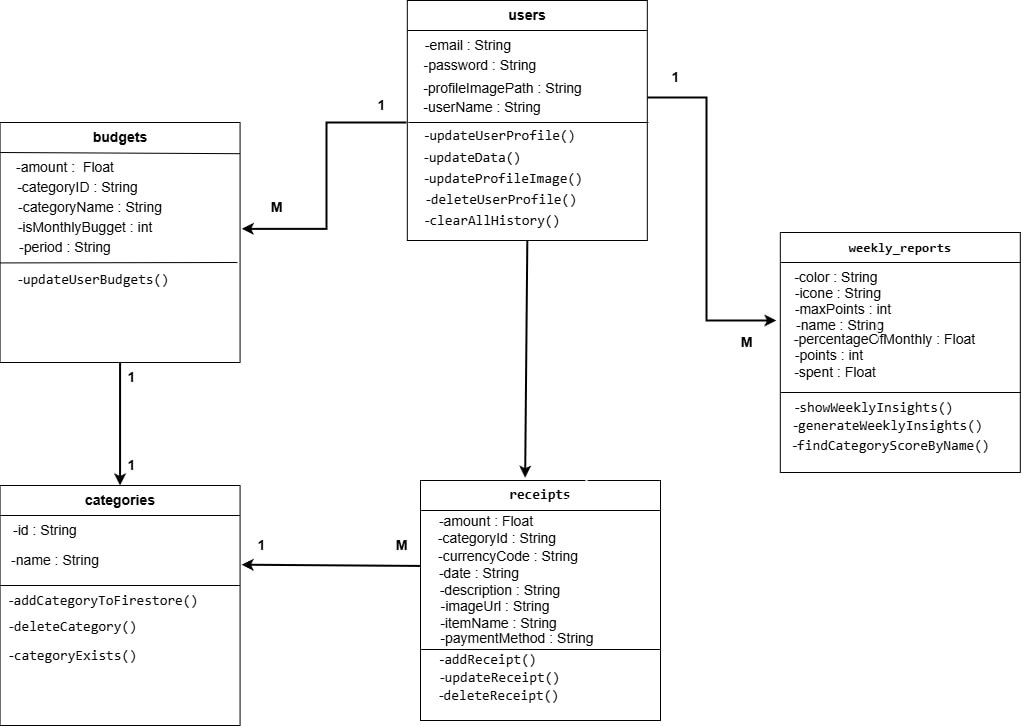 users
-email : String
-password : String
-profileImagePath : String
-userName : String
-updateUserProfile()
-updateData()
-updateProfileImage()
-deleteUserProfile()
-clearAllHistory()
1
M
1
M
budgets
-amount :  Float
-categoryID : String
-categoryName : String
-isMonthlyBugget : int
-period : String
-updateUserBudgets()
1
1
weekly_reports
-color : String
-icone : String
-maxPoints : int
-name : String
-percentageOfMonthly : Float
-points : int
-spent : Float
-showWeeklyInsights()
-generateWeeklyInsights()
-findCategoryScoreByName()
categories
-id : String
-name : String
-addCategoryToFirestore()
-deleteCategory()
-categoryExists()
1
M
receipts
-amount : Float
-categoryId : String
-currencyCode : String
-date : String
-description : String
-imageUrl : String
-itemName : String
-paymentMethod : String
-addReceipt()
-updateReceipt()
-deleteReceipt()